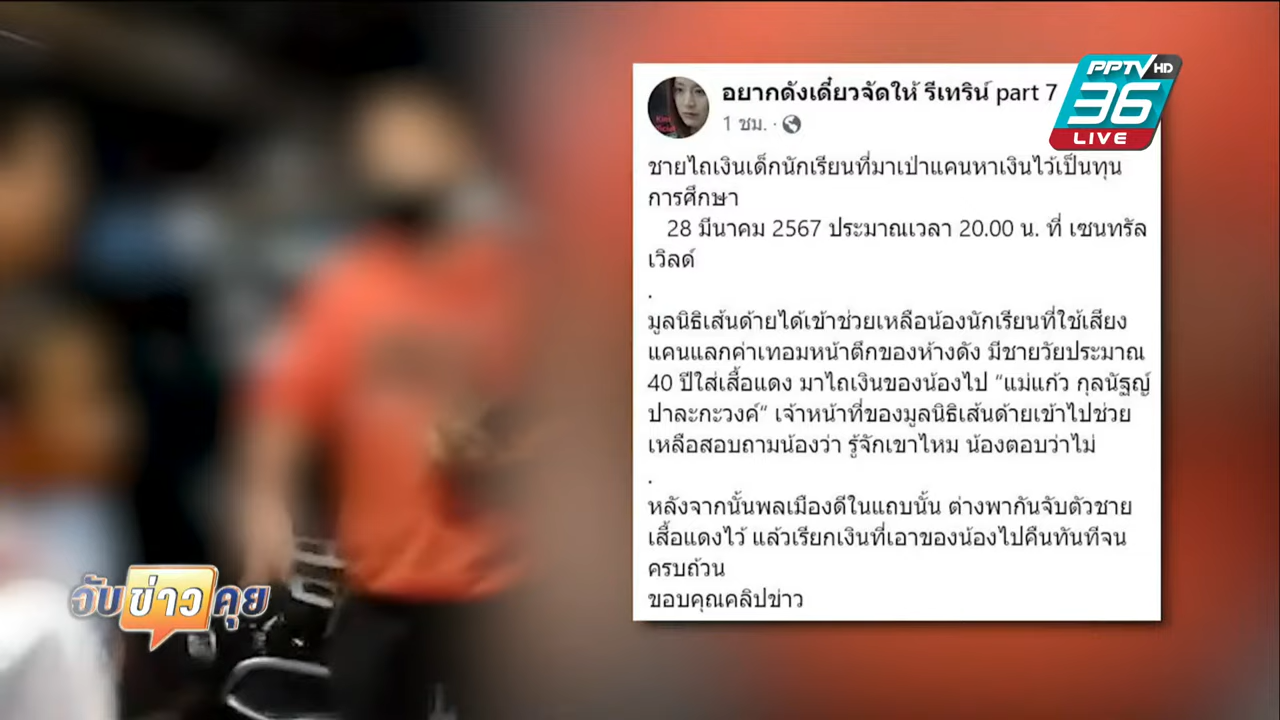 PPTV HD
36
LIVE
อยากดังเดี๋ยวจัดให้ รีเทริน์ part 7
1 ชม. ·
ชายไถเงินเด็กนักเรียนที่มาเป่าแคนหาเงินไว้เป็นทุน
การศึกษา
28 มีนาคม 2567 ประมาณเวลา 20.00 น. ที่ เซนทรัล
เวิลด์
.
มูลนิธิเส้นด้ายได้เข้าช่วยเหลือน้องนักเรียนที่ใช้เสียง
แคนแลกค่าเทอมหน้าตึกของห้างดัง มีชายวัยประมาณ
40 ปีใส่เสื้อแดง มาไถเงินของน้องไป “แม่แก้ว กุลนัฐญ์
ปาละกะวงค์“ เจ้าหน้าที่ของมูลนิธิเส้นด้ายเข้าไปช่วย
เหลือสอบถามน้องว่า รู้จักเขาไหม น้องตอบว่าไม่
.
หลังจากนั้นพลเมืองดีในแถบนั้น ต่างพากันจับตัวชาย
เสื้อแดงไว้ แล้วเรียกเงินที่เอาของน้องไปคืนทันทีจน
ครบถ้วน
ขอบคุณคลิปข่าว
จับข่าวคุย